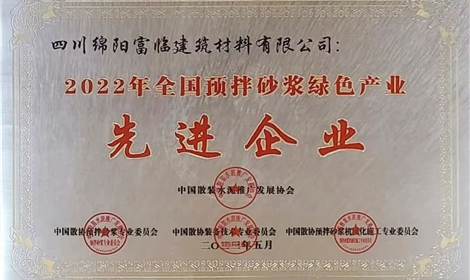 四川绵阳富临建筑材料有限公司：
2022年全国预拌砂浆绿色产业
先进企业
中国散装水泥推广发展协会
中国散协预拌砂浆专业委员会 中国散协装备技术专业委员会 中国散协预拌砂浆机械化施工专业委员会
年五月